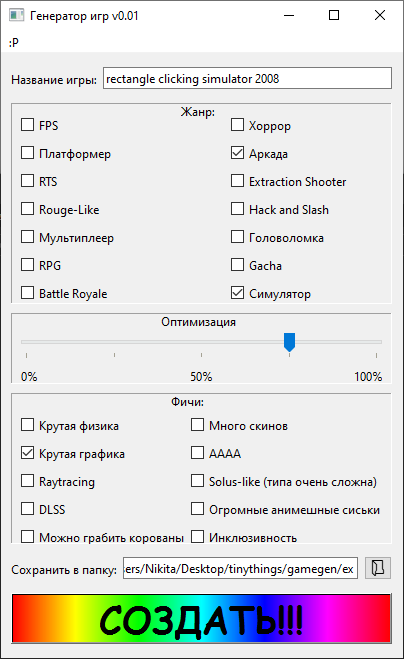 Генератор игр v0.01
:P
Название игры: rectangle clicking simulator 2008
Жанр:
FPS Хоррор
Платформер Аркада
RTS Extraction Shooter
Rouge-Like Hack and Slash
Мультиплеер Головоломка
RPG Gacha
Battle Royale Симулятор
Оптимизация
0% 50% 100%
Фичи:
Крутая физика Много скинов
Крутая графика AAAA
Raytracing Solus-like (типа очень сложна)
DLSS Огромные анимешные сиськи
Можно грабить корованы Инклюзивность
Сохранить в папку: ers/Nikita/Desktop/tinythings/gamegen/ex
СОЗДАТЬ!!!